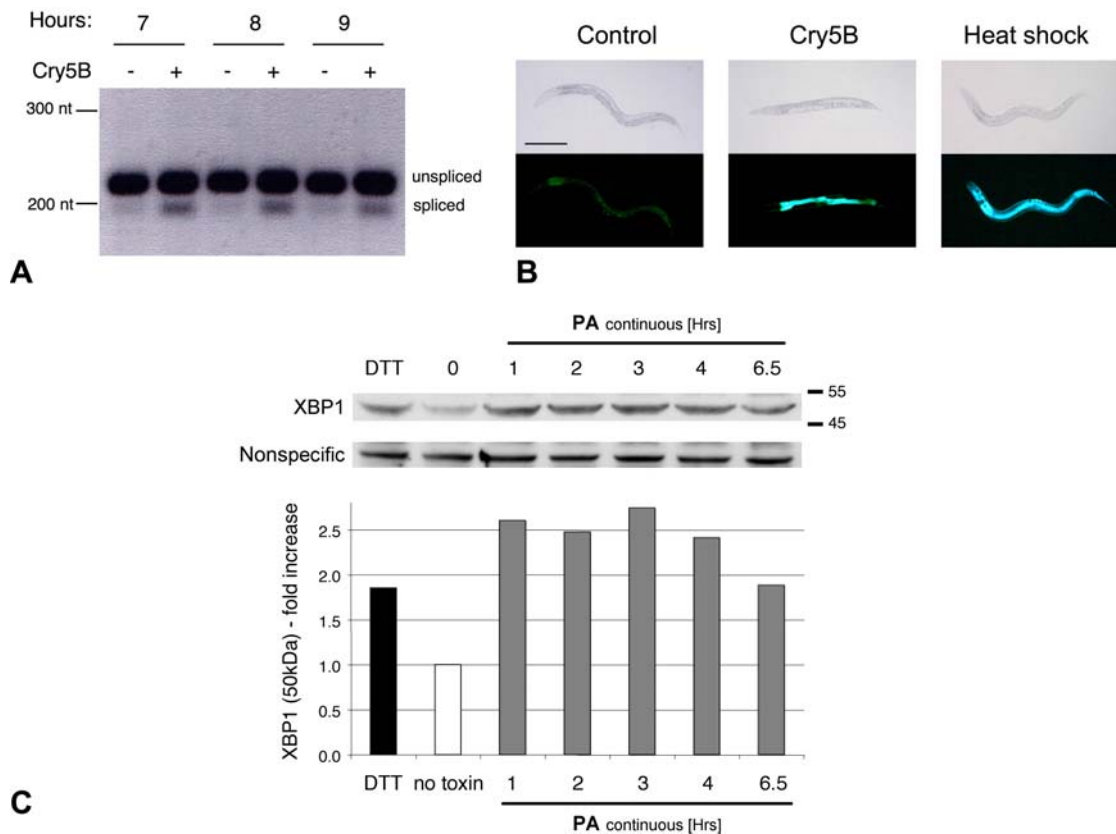 Hours: 7 8 9
Cry5B - + - + - +
300 nt
200 nt
unspliced
spliced
A
Control Cry5B Heat shock
B
PA continuous [Hrs]
DTT 0 1 2 3 4 6.5
XBP1
55
45
Nonspecific
XBP1 (50kDa) - fold increase
2.5
2.0
1.5
1.0
0.5
0.0
DTT no toxin 1 2 3 4 6.5
PA continuous [Hrs]
C